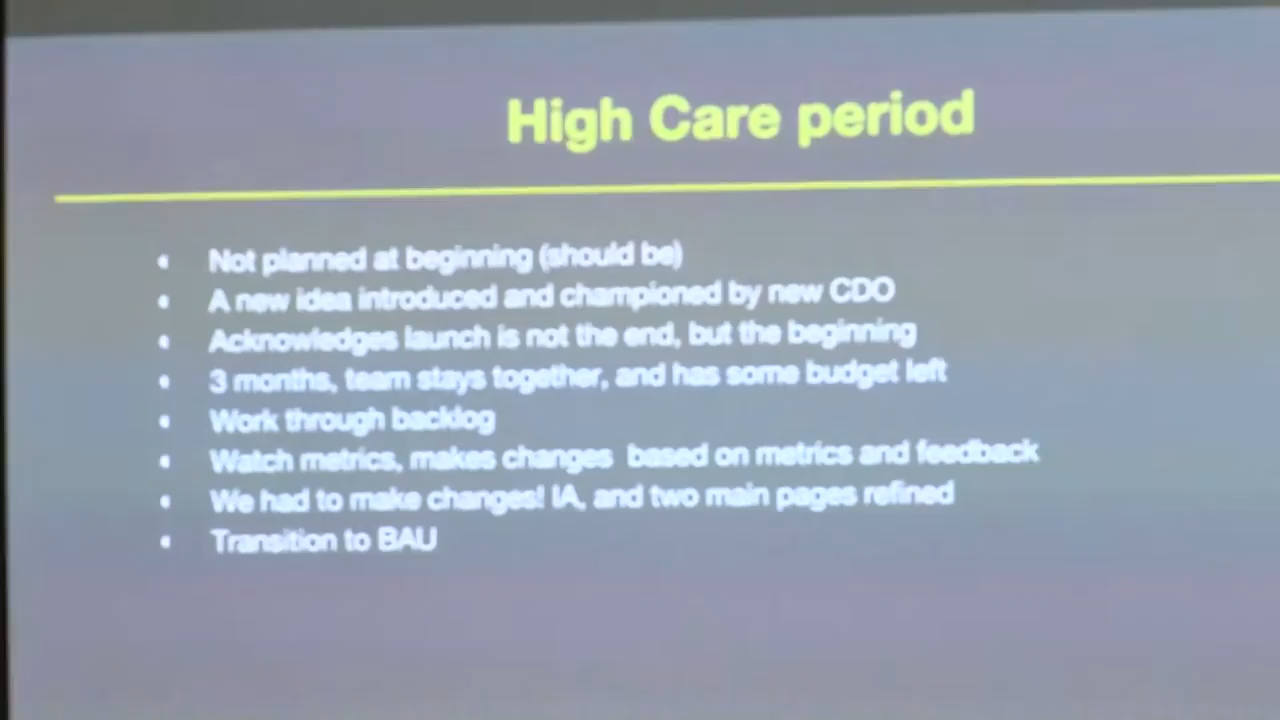 High Care period
• Not planned at beginning (should be)
• A new idea introduced and championed by new CDO
• Acknowledges launch is not the end, but the beginning
• 3 months, team stays together, and has some budget left
• Work through backlog
• Watch metrics, makes changes  based on metrics and feedback
• We had to make changes! IA, and two main pages refined
• Transition to BAU